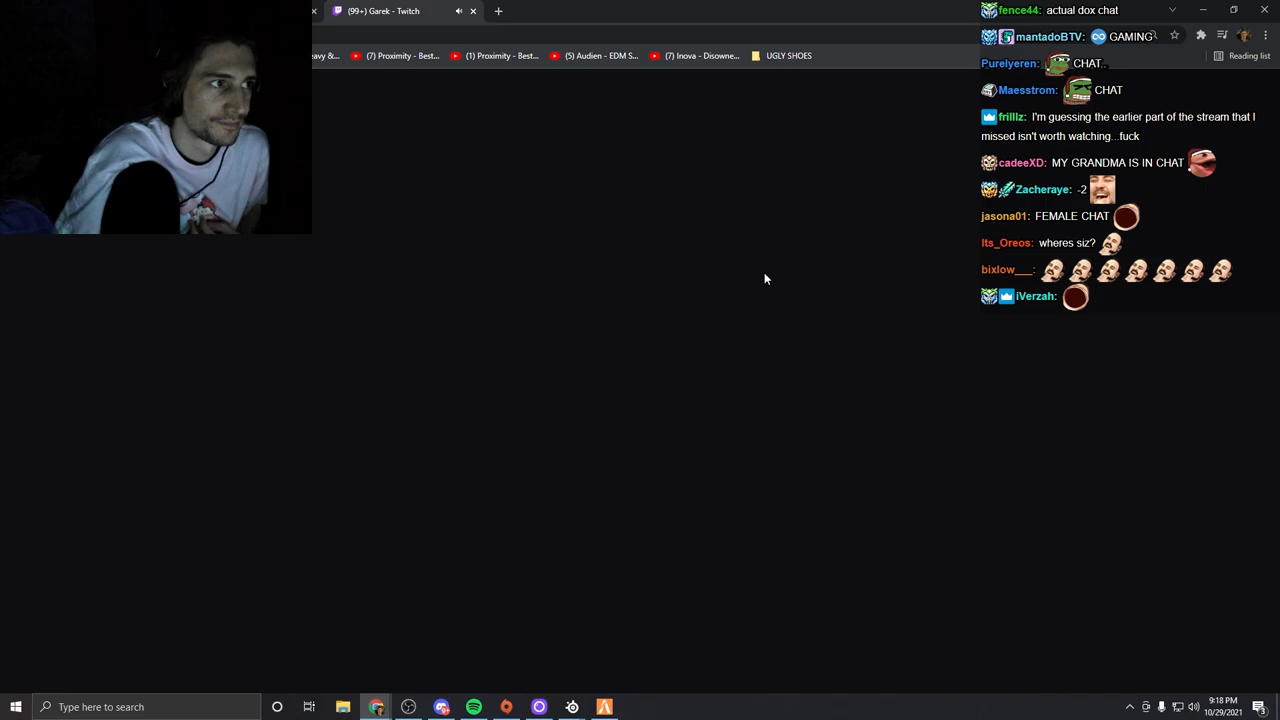 (99+) Garek - Twitch
eavy &...
(7) Proximity - Best...
(1) Proximity - Best...
(5) Audien - EDM S...
(7) Inova - Disowne...
UGLY SHOES
Reading list
fence44: actual dox chat
mantadoBTV: GAMING
Purelyeren: CHAT..
Maesstrom: CHAT
frilllz: I'm guessing the earlier part of the stream that I
missed isn't worth watching...fuck
cadeeXD: MY GRANDMA IS IN CHAT
Zacheraye: -2
jasona01: FEMALE CHAT
Its_Oreos: wheres siz?
bixlow___:
iVerzah:
Type here to search
9:18 PM
10/29/2021